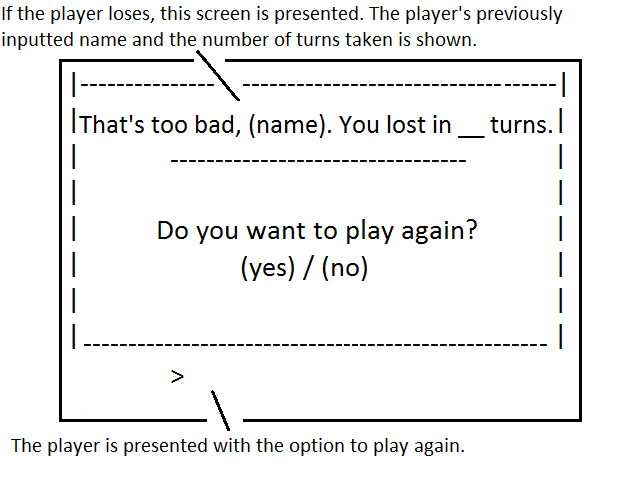 If the player loses, this screen is presented. The player's previously
inputted name and the number of turns taken is shown.
|--------------- -----------------------------------|
|That's too bad, (name). You lost in __ turns.|
| --------------------------------- |
| |
| Do you want to play again? |
| (yes) / (no) |
| |
| ---------------------------------------------------- |
>
The player is presented with the option to play again.